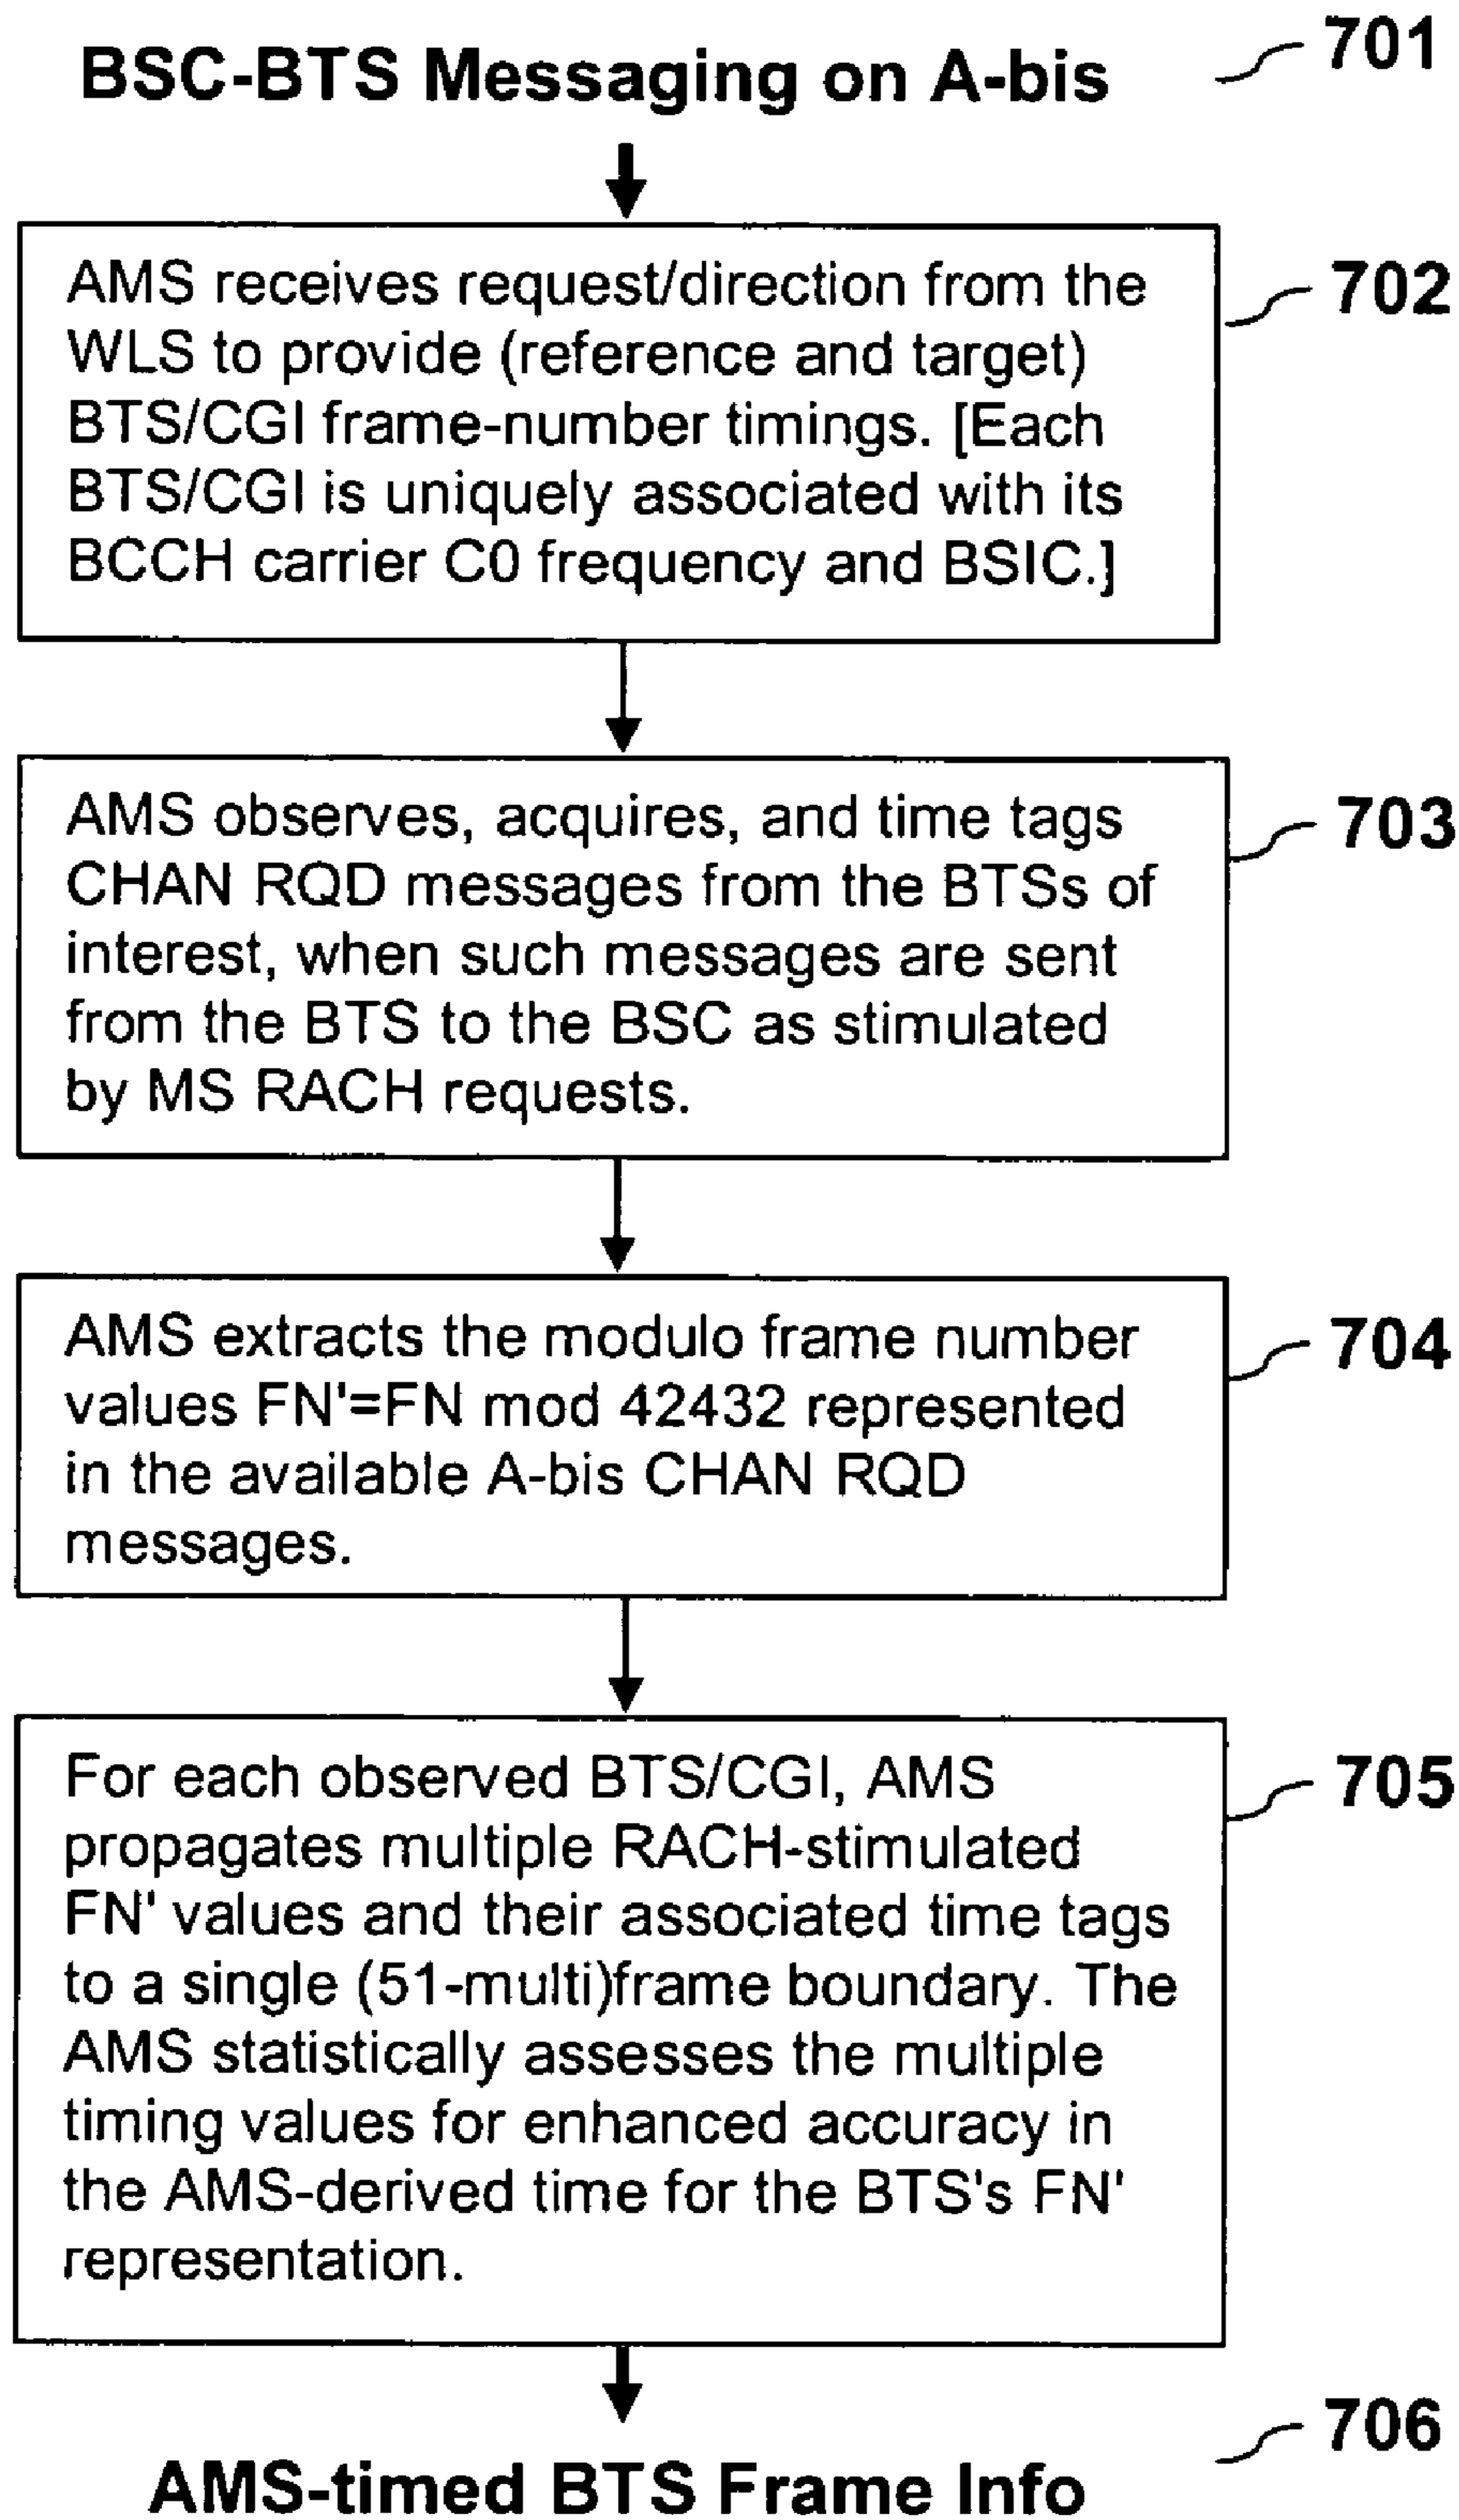 BSC-BTS Messaging on A-bis
701
AMS receives request/direction from the
WLS to provide (reference and target)
BTS/CGI frame-number timings. [Each
BTS/CGI is uniquely associated with its
BCCH carrier C0 frequency and BSIC.]
702
AMS observes, acquires, and time tags
CHAN RQD messages from the BTSs of
interest, when such messages are sent
from the BTS to the BSC as stimulated
by MS RACH requests.
703
AMS extracts the modulo frame number
values FN'=FN mod 42432 represented
in the available A-bis CHAN RQD
messages.
704
For each observed BTS/CGI, AMS
propagates multiple RACH-stimulated
FN' values and their associated time tags
to a single (51-multi)frame boundary. The
AMS statistically assesses the multiple
timing values for enhanced accuracy in
the AMS-derived time for the BTS's FN'
representation.
705
706
AMS-timed BTS Frame Info